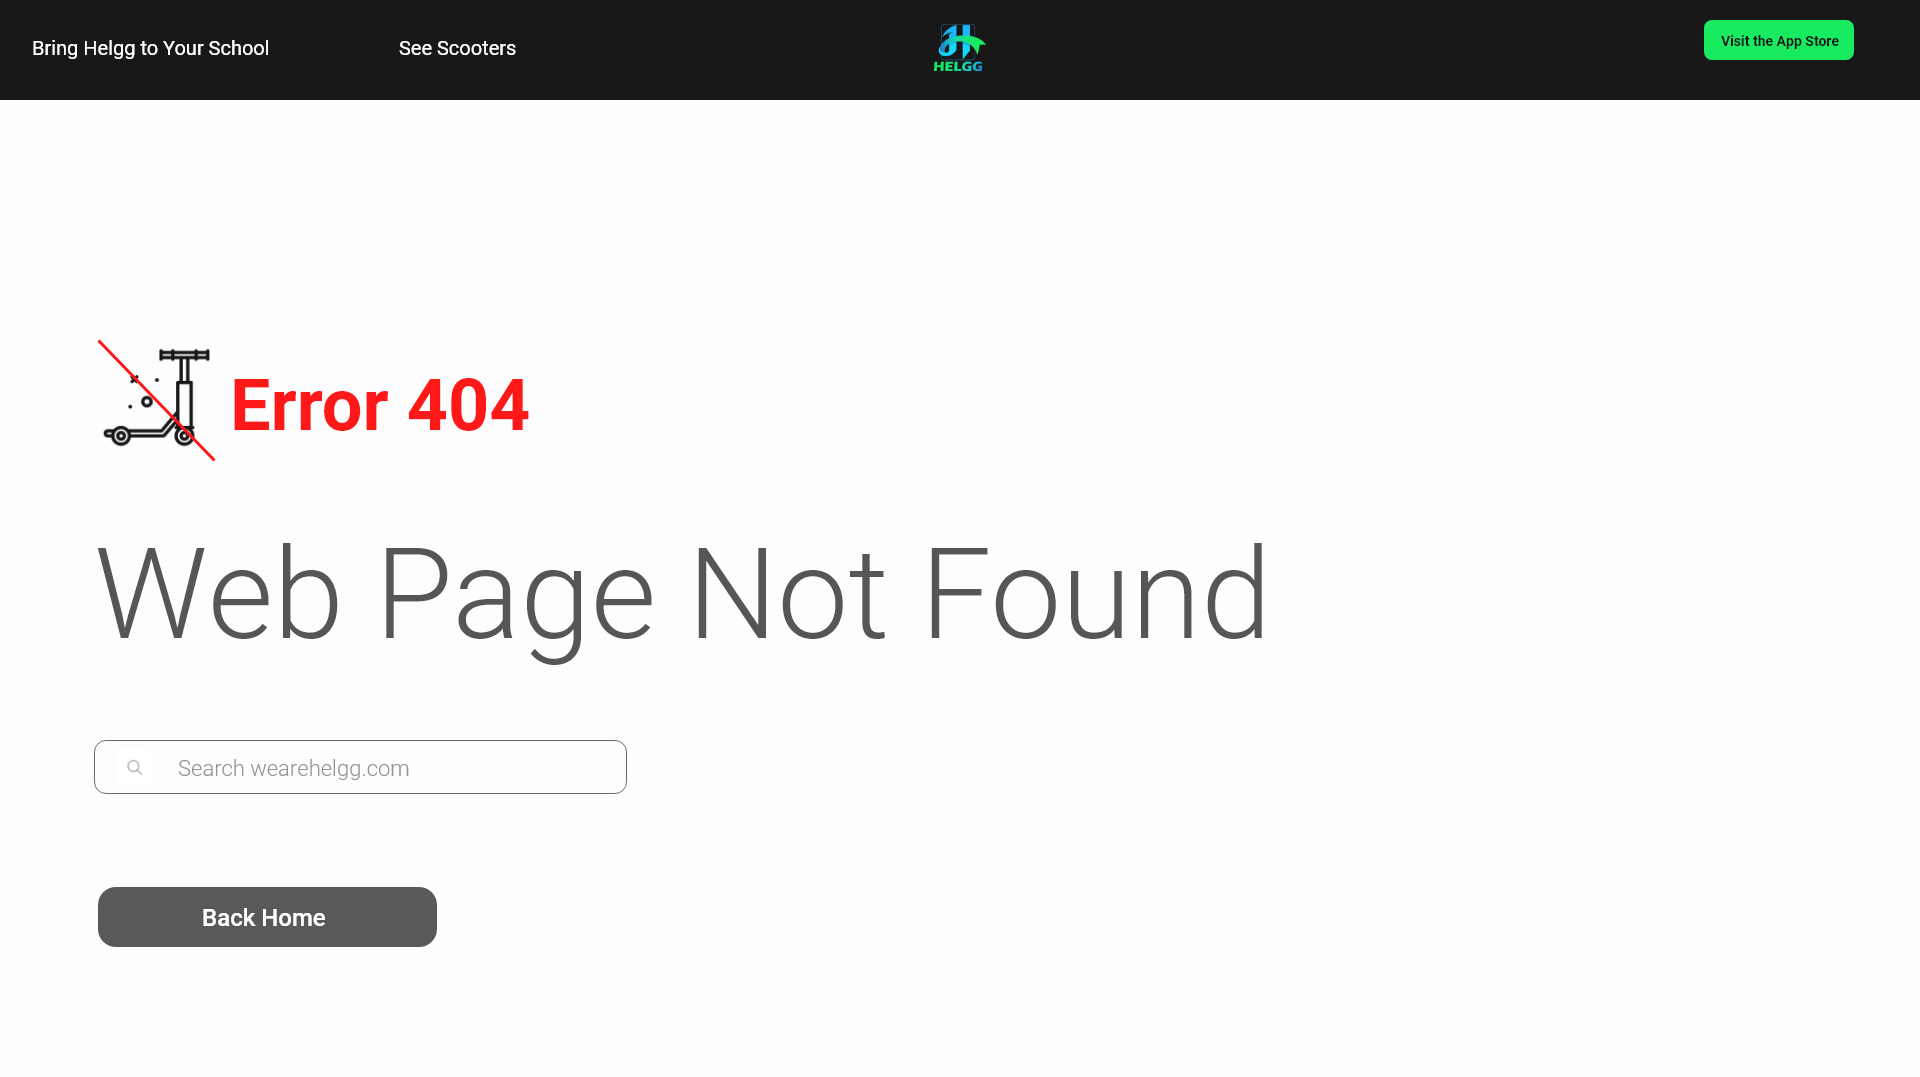 Bring Helgg to Your School
See Scooters
HELGG
Visit the App Store
Error 404
Web Page Not Found
Search wearehelgg.com
Back Home